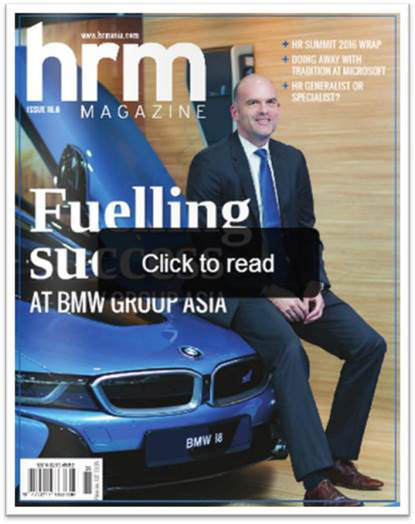 www.hrmasia.com
hrm
MAGAZINE
ISSUE 16.6
+ HR SUMMIT 2016 WRAP
+ DOING AWAY WITH
TRADITION AT MICROSOFT
+ HR GENERALIST OR
SPECIALIST?
Fuelling
success
Click to read
AT BMW GROUP ASIA
BMW i8